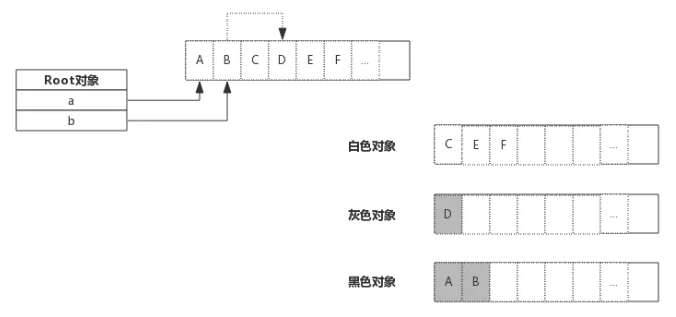 A B C D E F ...
Root对象
a
b
白色对象 C E F ...
灰色对象 D ...
黑色对象 A B ...